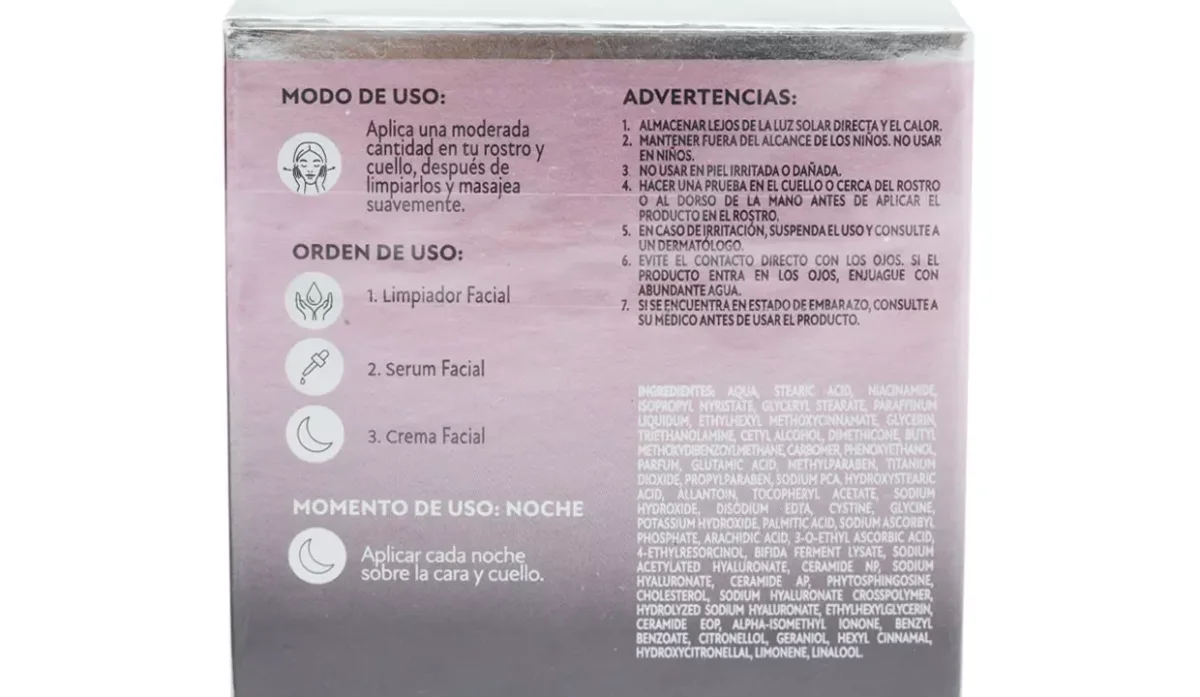 MODO DE USO:
Aplica una moderada
cantidad en tu rostro y
cuello, después de
limpiarlos y masajea
suavemente.
ORDEN DE USO:
1. Limpiador Facial
2. Serum Facial
3. Crema Facial
MOMENTO DE USO: NOCHE
Aplicar cada noche
sobre la cara y cuello.
ADVERTENCIAS:
1. ALMACENAR LEJOS DE LA LUZ SOLAR DIRECTA Y EL CALOR.
2. MANTENER FUERA DEL ALCANCE DE LOS NIÑOS. NO USAR
EN NIÑOS.
3 NO USAR EN PIEL IRRITADA O DAÑADA.
4. HACER UNA PRUEBA EN EL CUELLO O CERCA DEL ROSTRO
O AL DORSO DE LA MANO ANTES DE APLICAR EL
PRODUCTO EN EL ROSTRO.
5. EN CASO DE IRRITACIÓN, SUSPENDA EL USO Y CONSULTE A
UN DERMATÓLOGO.
6. EVITE EL CONTACTO DIRECTO CON LOS OJOS. SI EL
PRODUCTO ENTRA EN LOS OJOS, ENJUAGUE CON
ABUNDANTE AGUA.
7. SI SE ENCUENTRA EN ESTADO DE EMBARAZO, CONSULTE A
SU MÉDICO ANTES DE USAR EL PRODUCTO.
INGREDIENTES: AQUA, STEARIC ACID, NIACINAMIDE,
ISOPROPYL MYRISTATE, GLYCERYL STEARATE, PARAFFINUM
LIQUIDUM, ETHYLHEXYL METHOXYCINNAMATE, GLYCERIN,
TRIETHANOLAMINE, CETYL ALCOHOL, DIMETHICONE, BUTYL
METHOXYDIBENZOYLMETHANE, CARBOMER, PHENOXYETHANOL,
PARFUM, GLUTAMIC ACID, METHYLPARABEN, TITANIUM
DIOXIDE, PROPYLPARABEN, SODIUM PCA, HYDROXYSTEARIC
ACID, ALLANTOIN, TOCOPHERYL ACETATE, SODIUM
HYDROXIDE, DISODIUM EDTA, CYSTINE, GLYCINE,
POTASSIUM HYDROXIDE, PALMITIC ACID, SODIUM ASCORBYL
PHOSPHATE, ARACHIDIC ACID, 3-O-ETHYL ASCORBIC ACID,
4-ETHYLRESORCINOL, BIFIDA FERMENT LYSATE, SODIUM
ACETYLATED HYALURONATE, CERAMIDE NP, SODIUM
HYALURONATE, CERAMIDE AP, PHYTOSPHINGOSINE,
CHOLESTEROL, SODIUM HYALURONATE CROSSPOLYMER,
HYDROLYZED SODIUM HYALURONATE, ETHYLHEXYLGLYCERIN,
CERAMIDE EOP, ALPHA-ISOMETHYL IONONE, BENZYL
BENZOATE, CITRONELLOL, GERANIOL, HEXYL CINNAMAL,
HYDROXYCITRONELLAL, LIMONENE, LINALOOL.